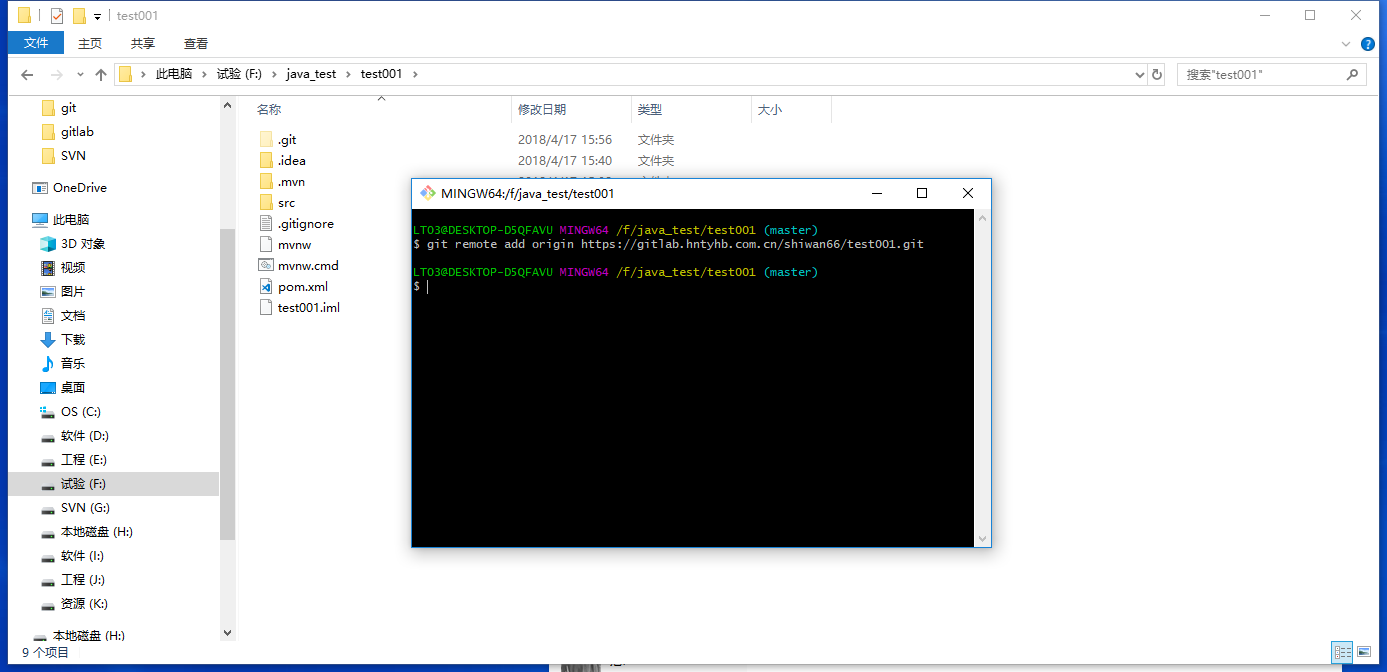 test001
文件 主页 共享 查看
此电脑 试验 (F:) java_test test001 搜索"test001"
git
gitlab
SVN
OneDrive
此电脑
3D 对象
视频
图片
文档
下载
音乐
桌面
OS (C:)
软件 (D:)
工程 (E:)
试验 (F:)
SVN (G:)
本地磁盘 (H:)
软件 (I:)
工程 (J:)
资源 (K:)
本地磁盘 (H:)
名称 修改日期 类型 大小
.git 2018/4/17 15:56 文件夹
.idea 2018/4/17 15:40 文件夹
.mvn
src
.gitignore
mvnw
mvnw.cmd
pom.xml
test001.iml
MINGW64:/f/java_test/test001
LTO3@DESKTOP-D5QFAVU MINGW64 /f/java_test/test001 (master)
$ git remote add origin https://gitlab.hntyhb.com.cn/shiwan66/test001.git
LTO3@DESKTOP-D5QFAVU MINGW64 /f/java_test/test001 (master)
$
9 个项目